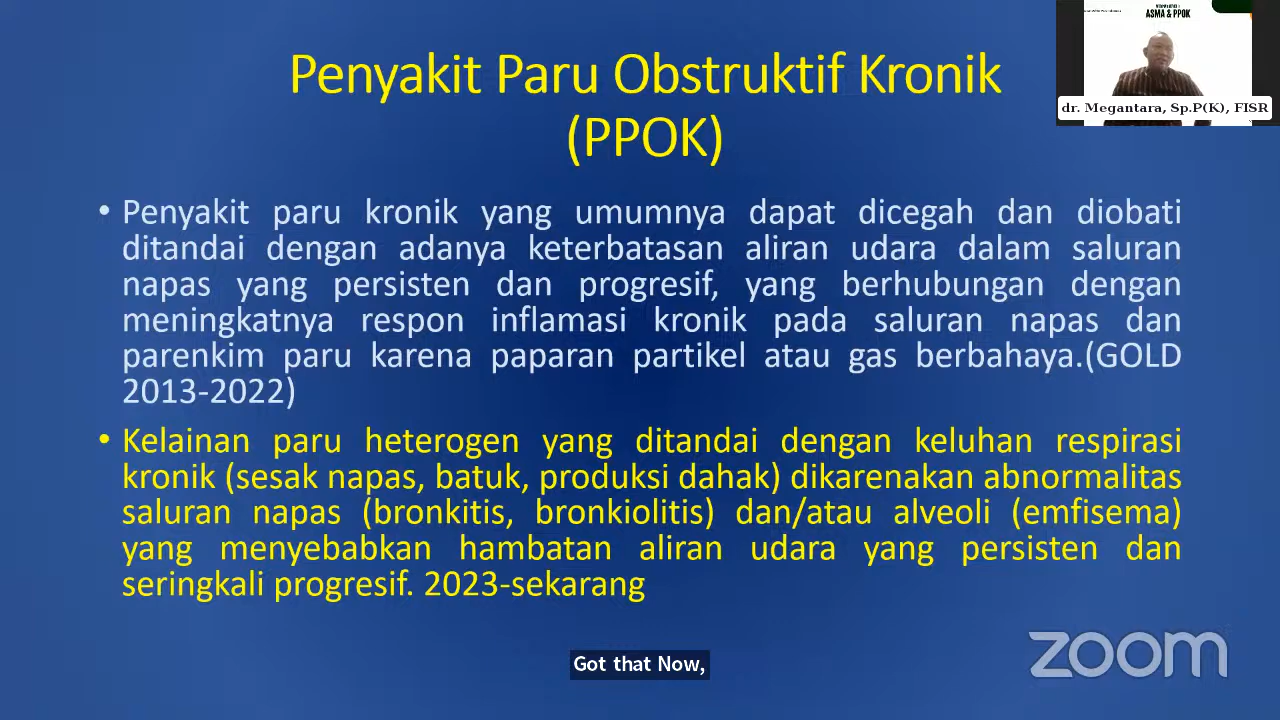 Penyakit Paru Obstruktif Kronik
(PPOK)
ASMA & PPOK
dr. Megantara, Sp.P(K), FISR
• Penyakit paru kronik yang umumnya dapat dicegah dan diobati
ditandai dengan adanya keterbatasan aliran udara dalam saluran
napas yang persisten dan progresif, yang berhubungan dengan
meningkatnya respon inflamasi kronik pada saluran napas dan
parenkim paru karena paparan partikel atau gas berbahaya.(GOLD
2013-2022)
• Kelainan paru heterogen yang ditandai dengan keluhan respirasi
kronik (sesak napas, batuk, produksi dahak) dikarenakan abnormalitas
saluran napas (bronkitis, bronkiolitis) dan/atau alveoli (emfisema)
yang menyebabkan hambatan aliran udara yang persisten dan
seringkali progresif. 2023-sekarang
zoom
Got that Now,